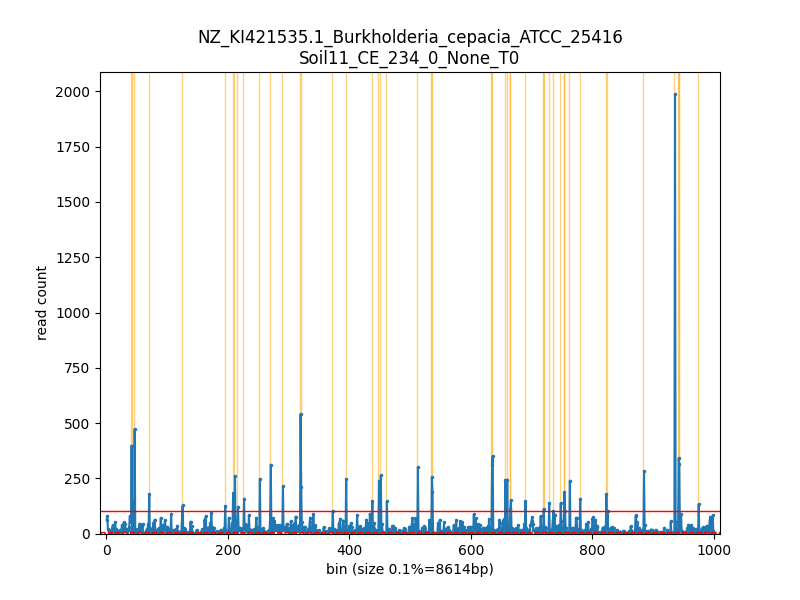 NZ_KI421535.1_Burkholderia_cepacia_ATCC_25416
Soil11_CE_234_0_None_T0
2000
1750
1500
1250
1000
750
500
250
0
read count
0 200 400 600 800 1000
bin (size 0.1%=8614bp)